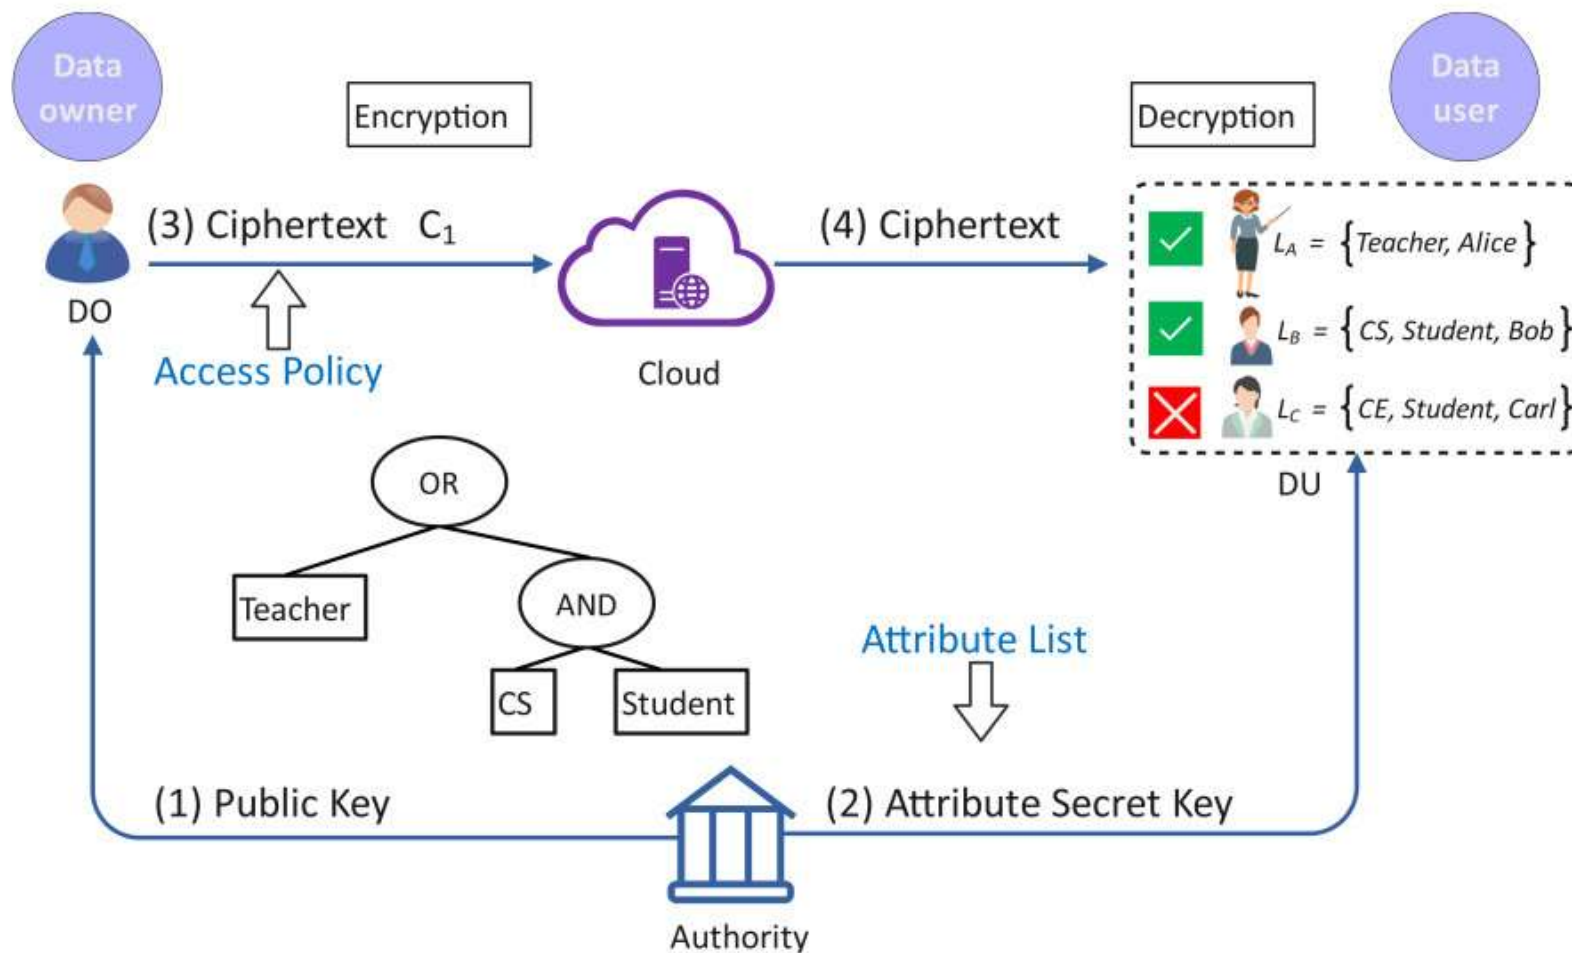 Data
owner
Encryption
Decryption
Data
user
(3) Ciphertext C₁
(4) Ciphertext
L_A = {Teacher, Alice}
DO
L_B = {CS, Student, Bob}
Access Policy
Cloud
L_C = {CE, Student, Carl}
OR
DU
Teacher
AND
Attribute List
CS
Student
(1) Public Key
(2) Attribute Secret Key
Authority